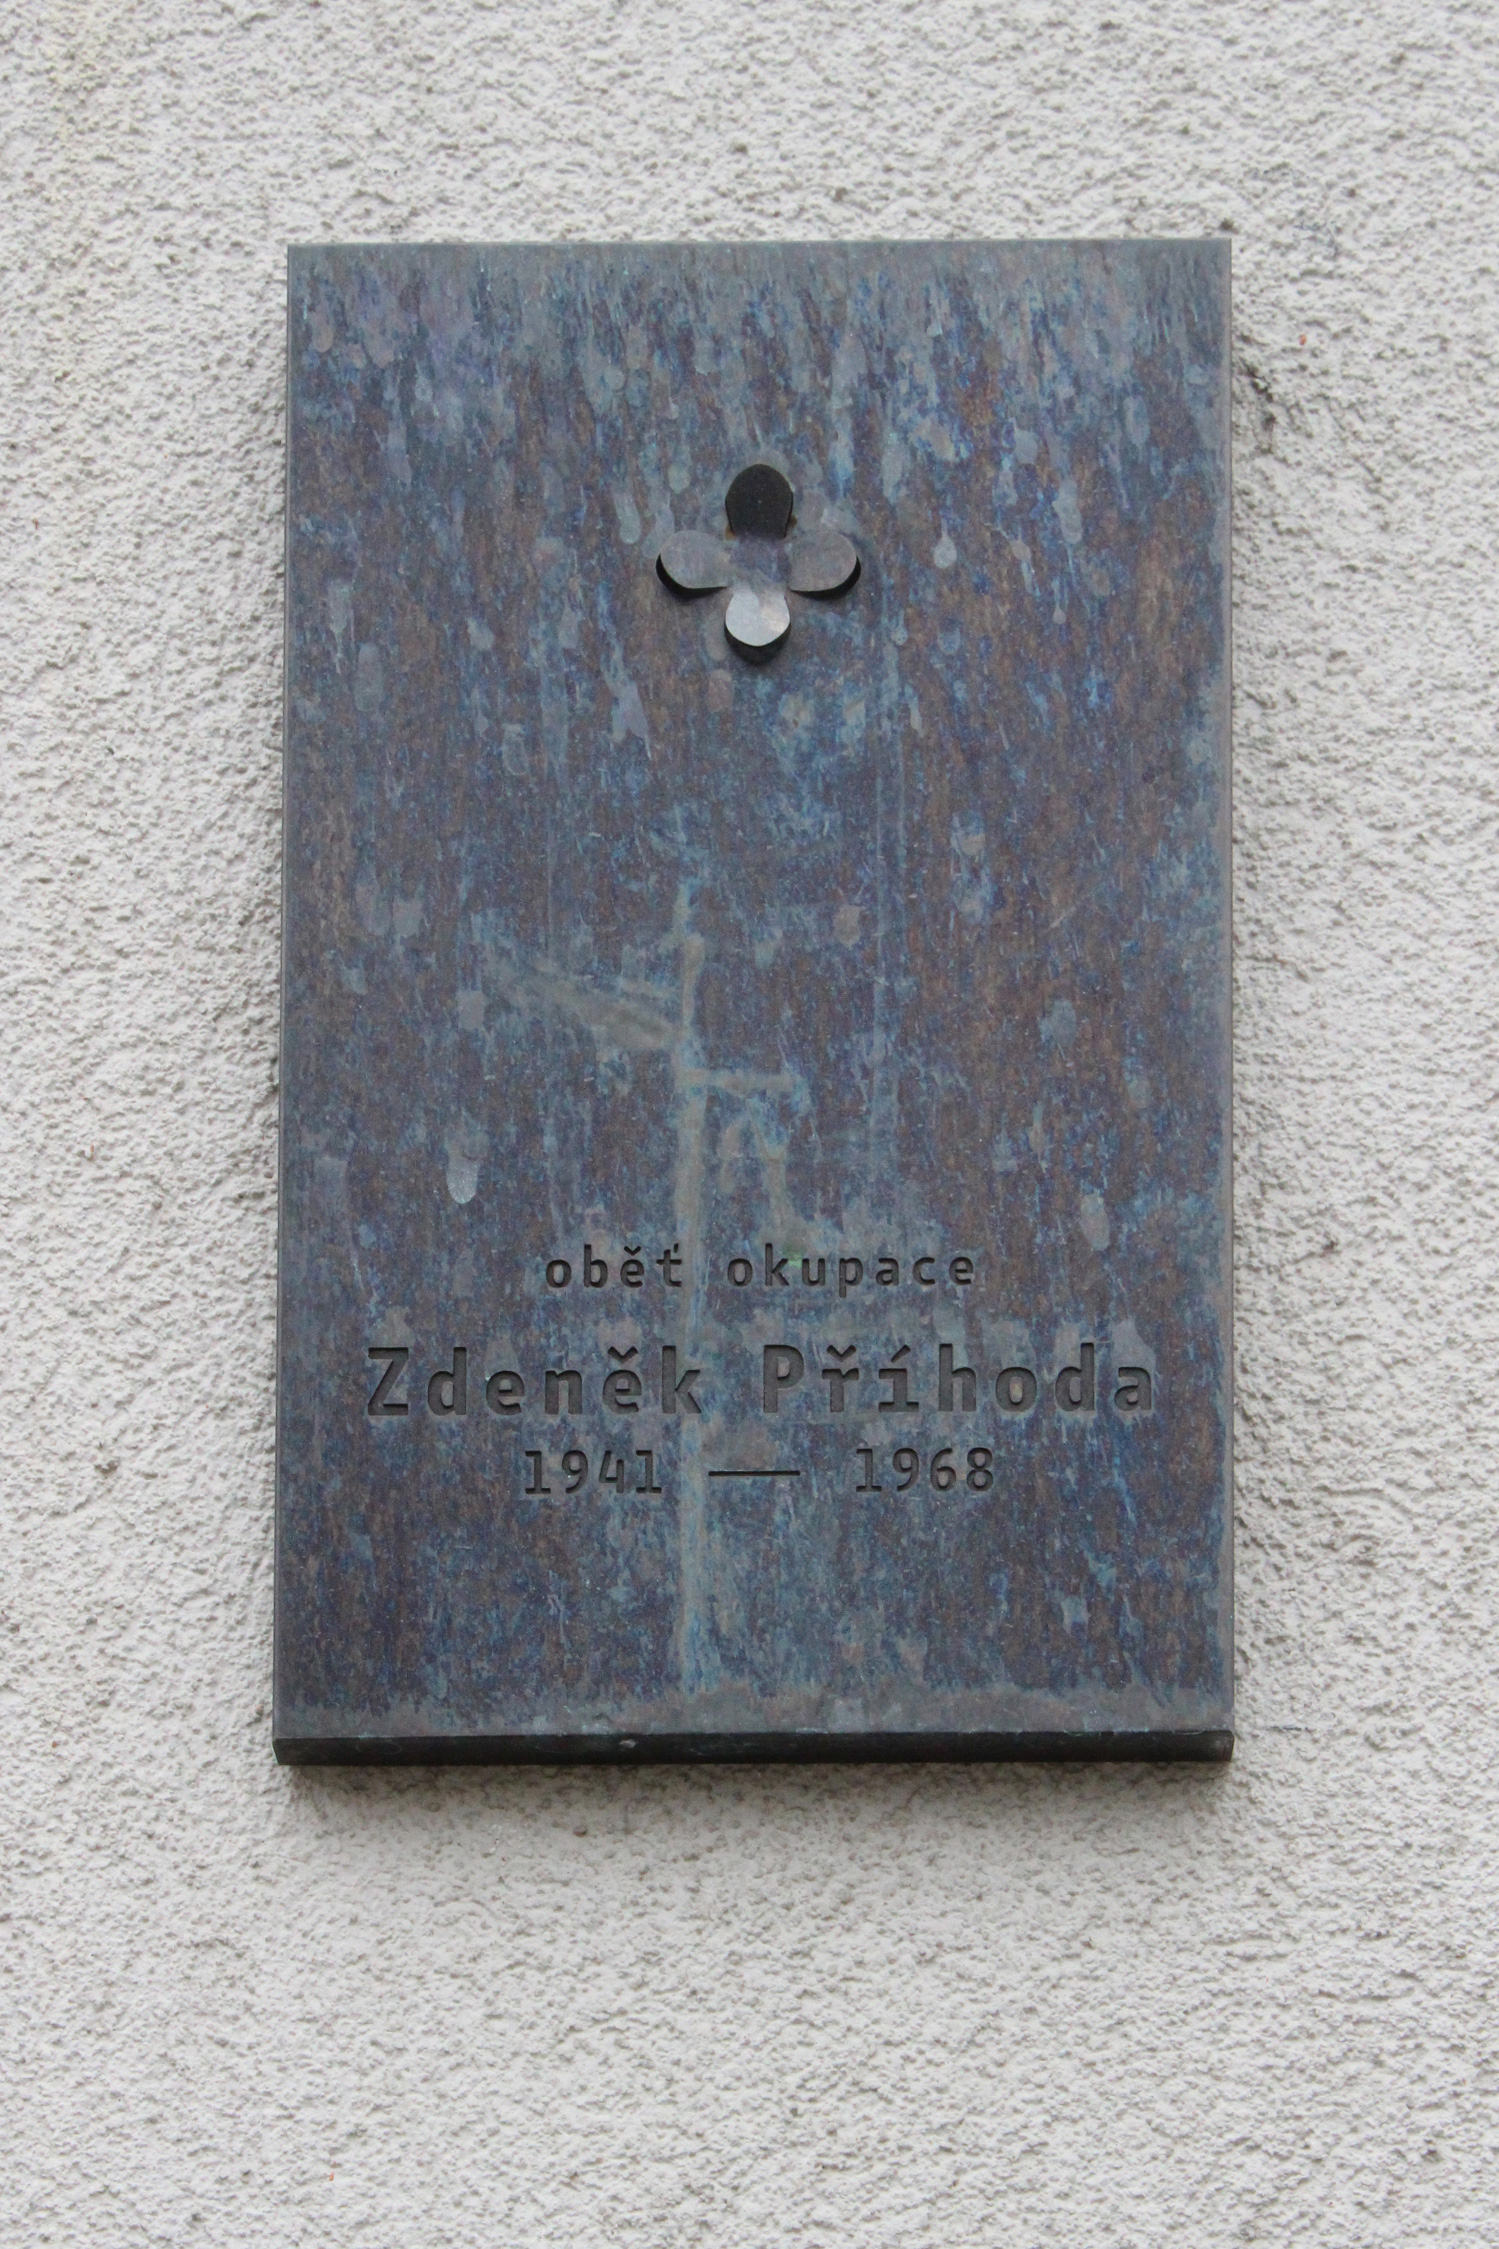 oběť okupace
Zdeněk Příhoda
1941 — 1968